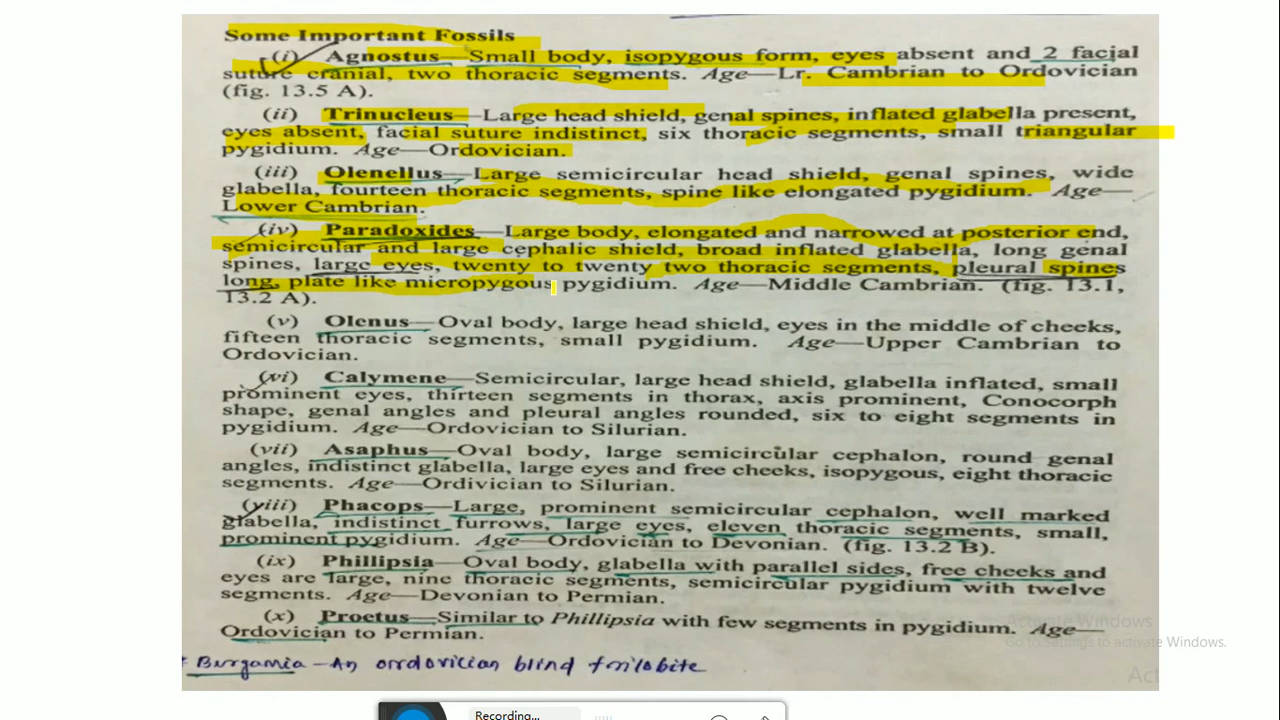 Some Important Fossils
(i) Agnostus—Small body, isopygous form, eyes absent and 2 facial
suture cranial, two thoracic segments. Age—Lr. Cambrian to Ordovician
(fig. 13.5 A).
(ii) Trinucleus—Large head shield, genal spines, inflated glabella present,
eyes absent, facial suture indistinct, six thoracic segments, small triangular
pygidium. Age—Ordovician.
(iii) Olenellus—Large semicircular head shield, genal spines, wide
glabella, fourteen thoracic segments, spine like elongated pygidium. Age—
Lower Cambrian.
(iv) Paradoxides—Large body, elongated and narrowed at posterior end,
semicircular and large cephalic shield, broad inflated glabella, long genal
spines, large eyes, twenty to twenty two thoracic segments, pleural spines
long, plate like micropygous pygidium. Age—Middle Cambrian. (fig. 13.1,
13.2 A).
(v) Olenus—Oval body, large head shield, eyes in the middle of cheeks,
fifteen thoracic segments, small pygidium. Age—Upper Cambrian to
Ordovician.
(vi) Calymene—Semicircular, large head shield, glabella inflated, small
prominent eyes, thirteen segments in thorax, axis prominent, Conocorph
shape, genal angles and pleural angles rounded, six to eight segments in
pygidium. Age—Ordovician to Silurian.
(vii) Asaphus—Oval body, large semicircular cephalon, round genal
angles, indistinct glabella, large eyes and free cheeks, isopygous, eight thoracic
segments. Age—Ordivician to Silurian.
(viii) Phacops—Large, prominent semicircular cephalon, well marked
glabella, indistinct furrows, large eyes, eleven thoracic segments, small,
prominent pygidium. Age—Ordovician to Devonian. (fig. 13.2 B).
(ix) Phillipsia—Oval body, glabella with parallel sides, free cheeks and
eyes are large, nine thoracic segments, semicircular pygidium with twelve
segments. Age—Devonian to Permian.
(x) Proetus—Similar to Phillipsia with few segments in pygidium. Age—
Ordovician to Permian.
* Bergamia – An ordovician blind trilobite
Activate Windows
Go to Settings to activate Windows.
Act
Recording...